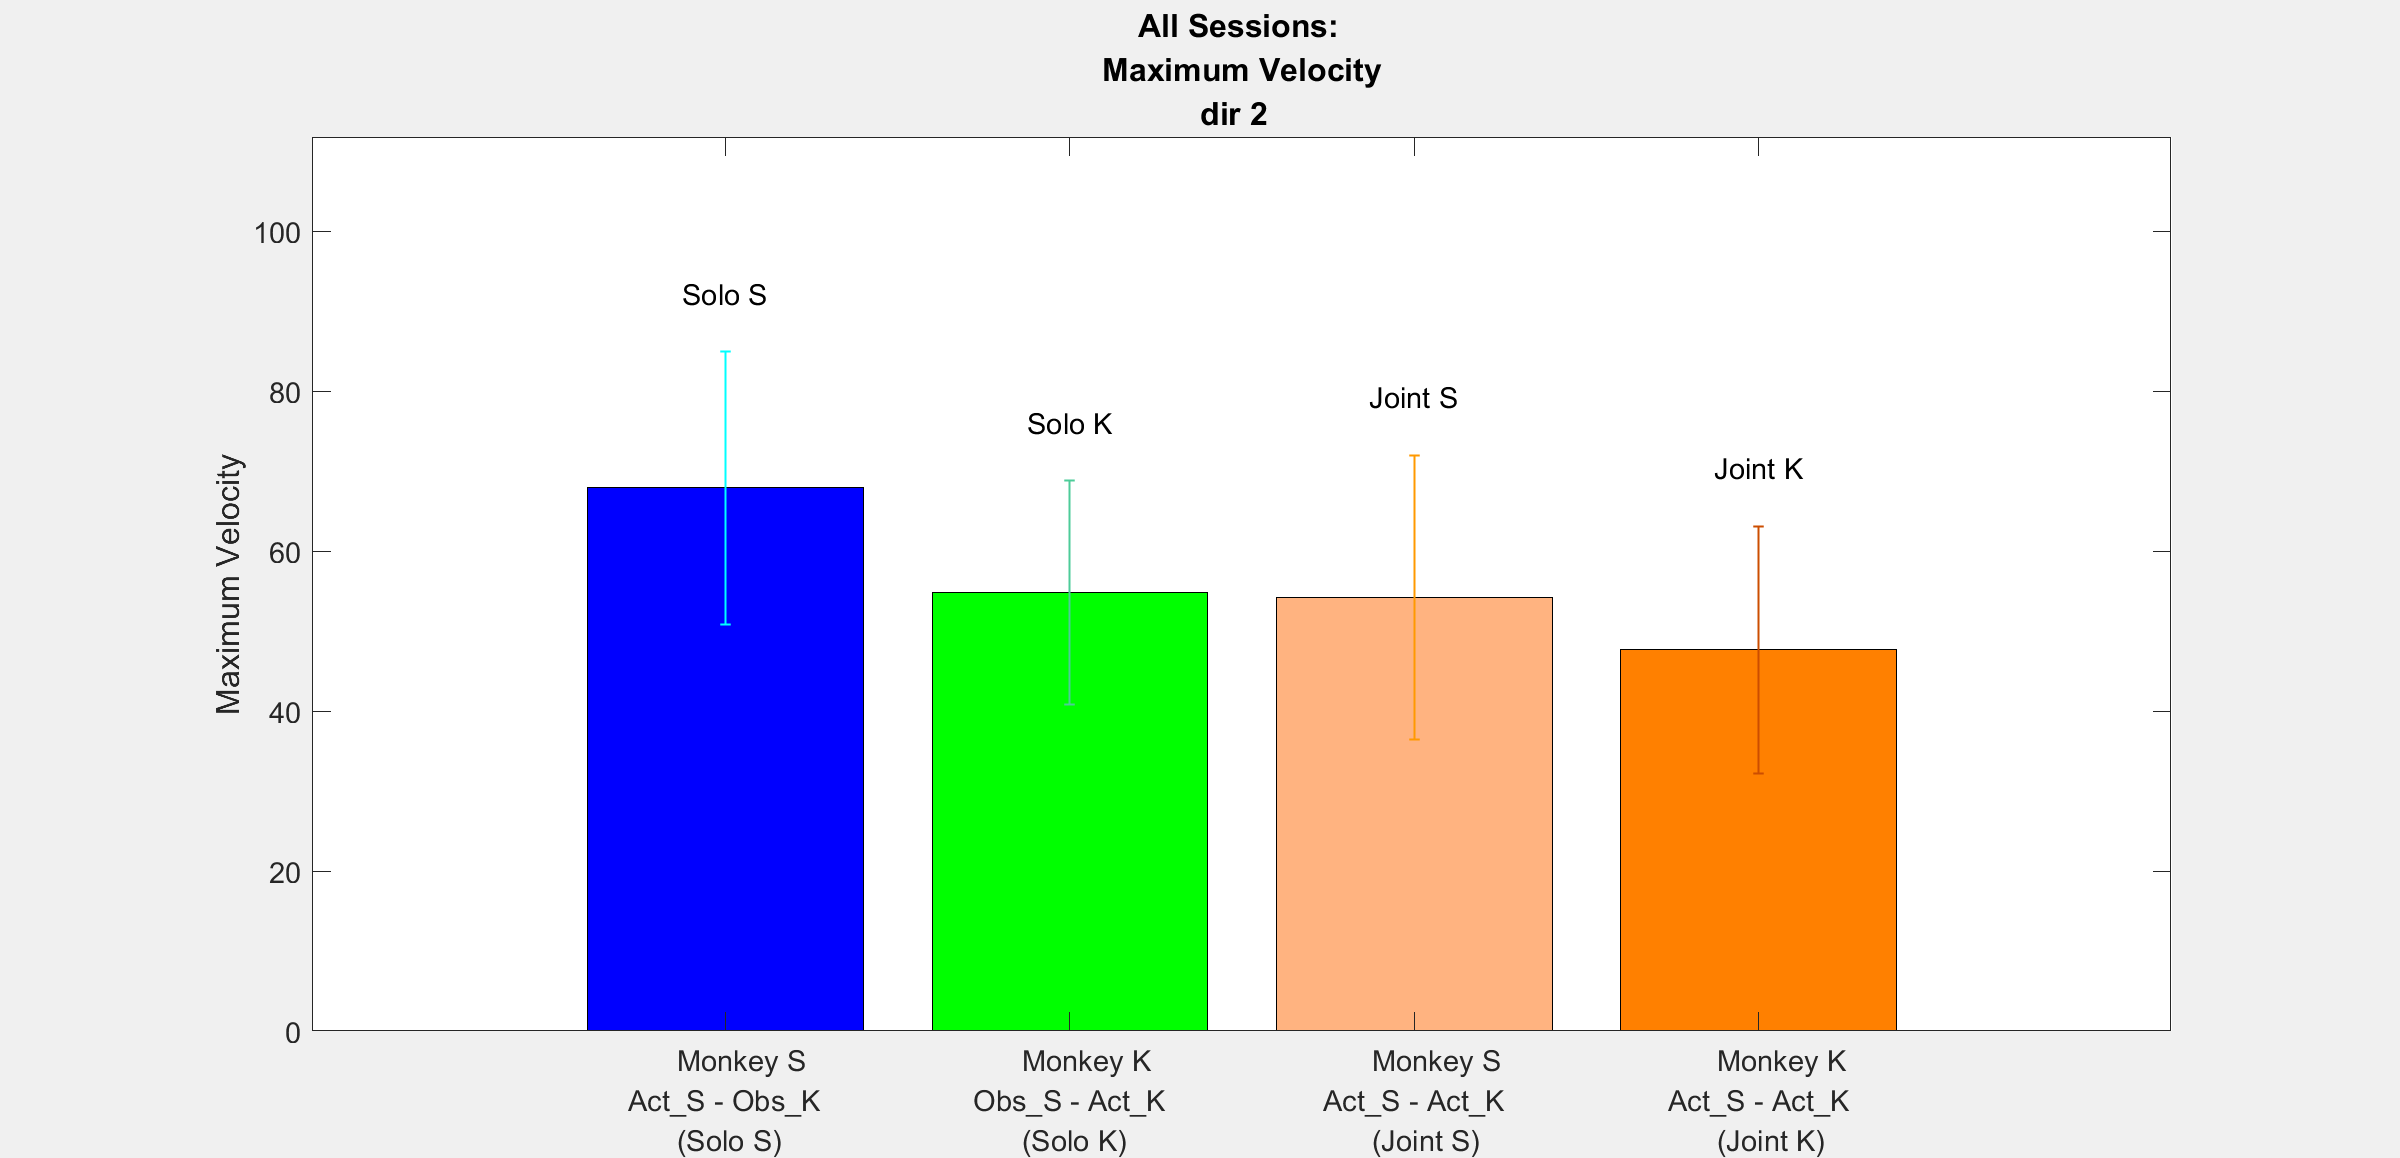 All Sessions:
Maximum Velocity
dir 2
Maximum Velocity
100
80
60
40
20
0
Solo S
Solo K
Joint S
Joint K
Monkey S
Act_S - Obs_K
(Solo S)
Monkey K
Obs_S - Act_K
(Solo K)
Monkey S
Act_S - Act_K
(Joint S)
Monkey K
Act_S - Act_K
(Joint K)